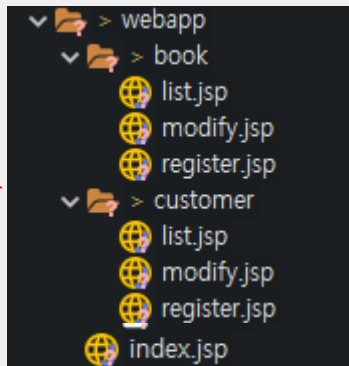 > webapp
> book
list.jsp
modify.jsp
register.jsp
> customer
list.jsp
modify.jsp
register.jsp
index.jsp